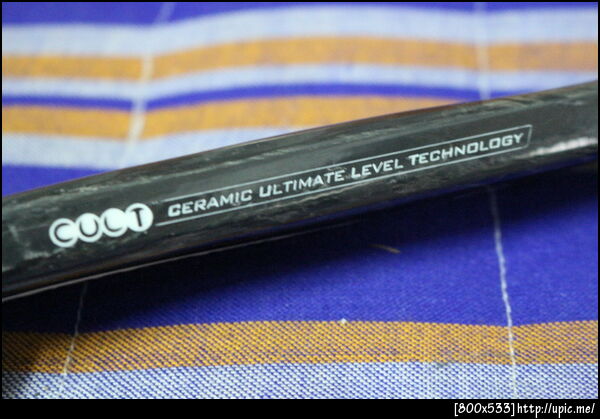 CULT CERAMIC ULTIMATE LEVEL TECHNOLOGY
[800x533]http://upic.me/